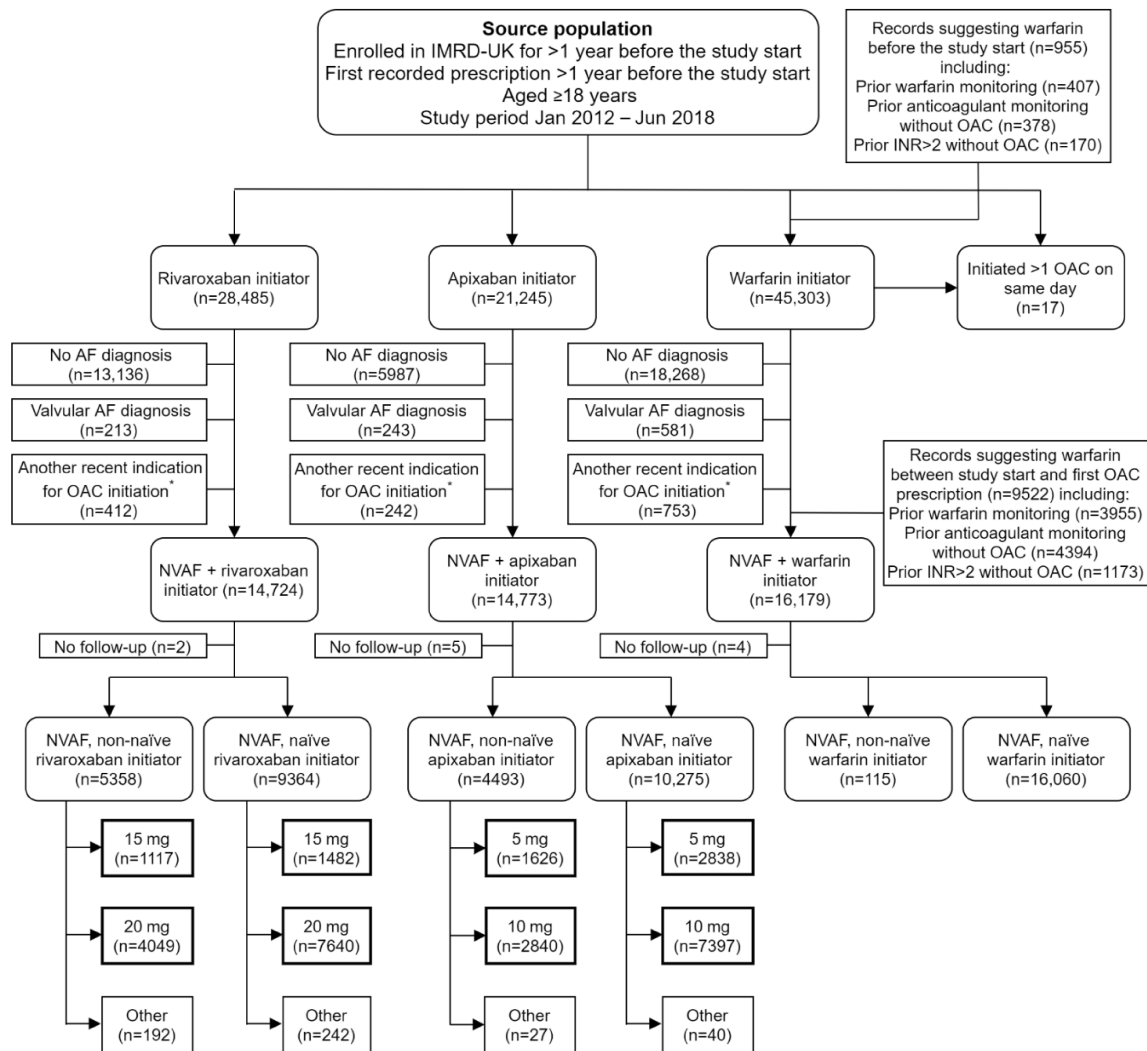 Source population
Enrolled in IMRD-UK for >1 year before the study start
First recorded prescription >1 year before the study start
Aged ≥18 years
Study period Jan 2012 – Jun 2018
Records suggesting warfarin
before the study start (n=955)
including:
Prior warfarin monitoring (n=407)
Prior anticoagulant monitoring
without OAC (n=378)
Prior INR>2 without OAC (n=170)
Rivaroxaban initiator
(n=28,485)
Apixaban initiator
(n=21,245)
Warfarin initiator
(n=45,303)
Initiated >1 OAC on
same day
(n=17)
No AF diagnosis
(n=13,136)
No AF diagnosis
(n=5987)
No AF diagnosis
(n=18,268)
Valvular AF diagnosis
(n=213)
Valvular AF diagnosis
(n=243)
Valvular AF diagnosis
(n=581)
Another recent indication
for OAC initiation*
(n=412)
Another recent indication
for OAC initiation*
(n=242)
Another recent indication
for OAC initiation*
(n=753)
Records suggesting warfarin
between study start and first OAC
prescription (n=9522) including:
Prior warfarin monitoring (n=3955)
Prior anticoagulant monitoring
without OAC (n=4394)
Prior INR>2 without OAC (n=1173)
NVAF + rivaroxaban
initiator (n=14,724)
NVAF + apixaban
initiator
(n=14,773)
NVAF + warfarin
initiator
(n=16,179)
No follow-up (n=2)
No follow-up (n=5)
No follow-up (n=4)
NVAF, non-naïve
rivaroxaban initiator
(n=5358)
NVAF, naïve
rivaroxaban initiator
(n=9364)
NVAF, non-naïve
apixaban initiator
(n=4493)
NVAF, naïve
apixaban initiator
(n=10,275)
NVAF, non-naïve
warfarin initiator
(n=115)
NVAF, naïve
warfarin initiator
(n=16,060)
15 mg
(n=1117)
15 mg
(n=1482)
5 mg
(n=1626)
5 mg
(n=2838)
20 mg
(n=4049)
20 mg
(n=7640)
10 mg
(n=2840)
10 mg
(n=7397)
Other
(n=192)
Other
(n=242)
Other
(n=27)
Other
(n=40)